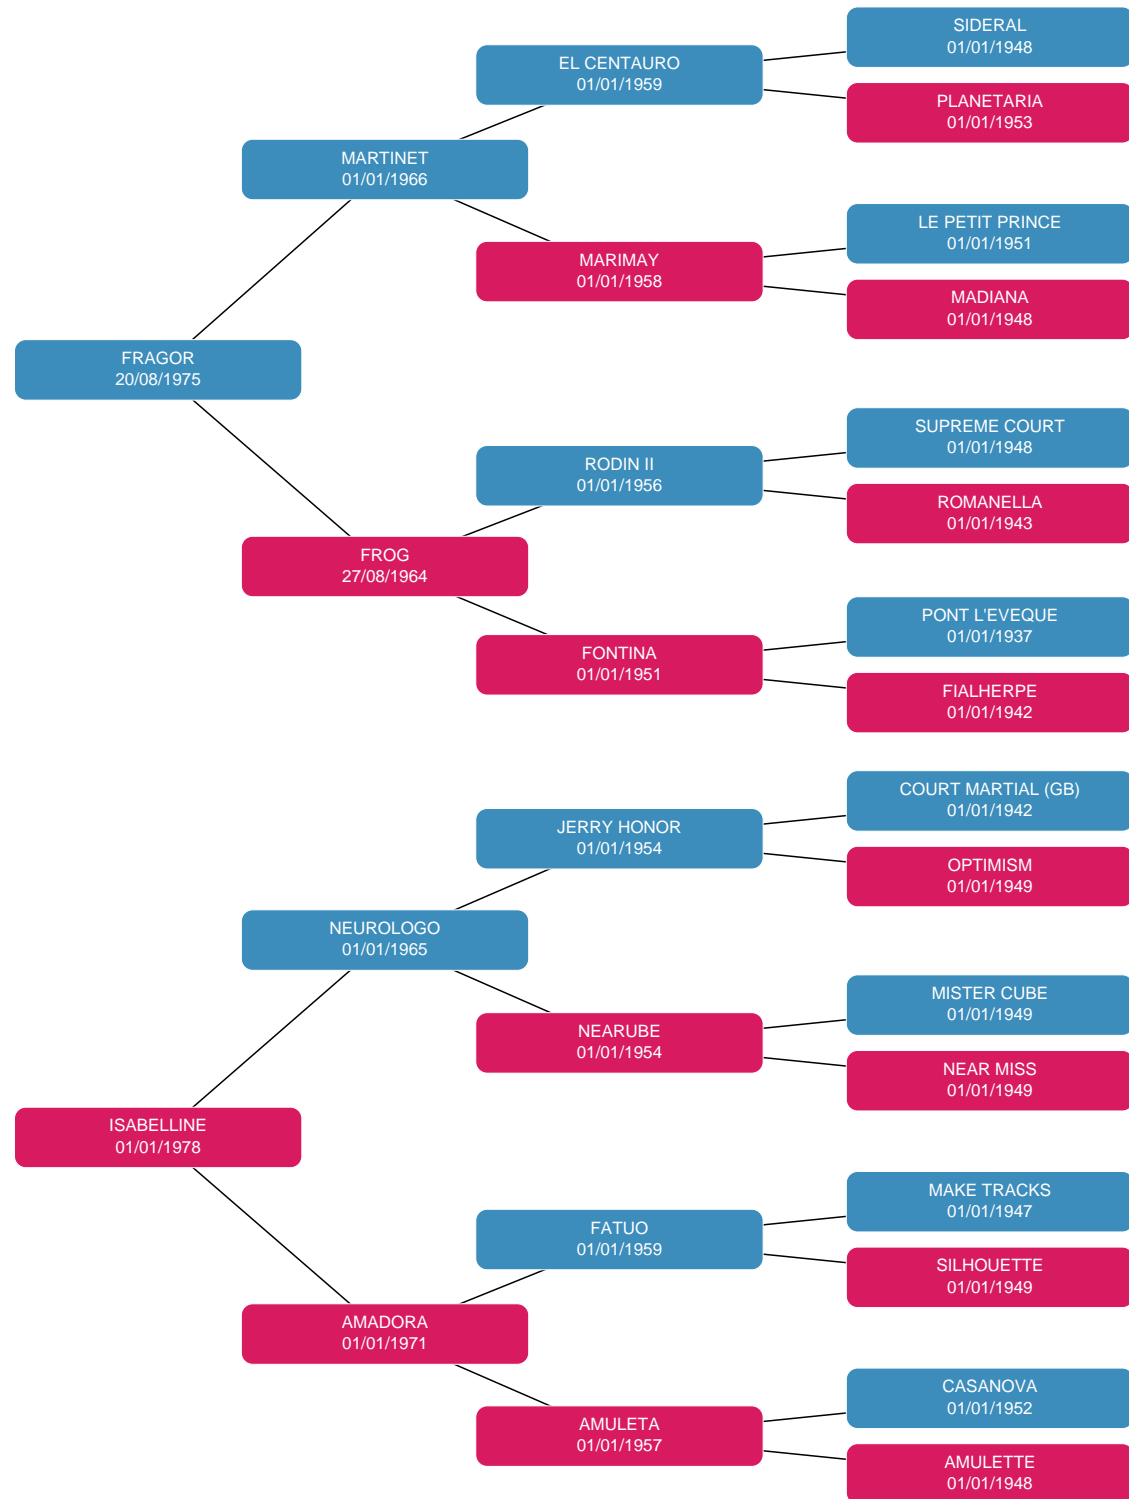 SIDERAL
01/01/1948
EL CENTAURO
01/01/1959
PLANETARIA
01/01/1953
MARTINET
01/01/1966
LE PETIT PRINCE
01/01/1951
MARIMAY
01/01/1958
MADIANA
01/01/1948
FRAGOR
20/08/1975
SUPREME COURT
01/01/1948
RODIN II
01/01/1956
ROMANELLA
01/01/1943
FROG
27/08/1964
PONT L'EVEQUE
01/01/1937
FONTINA
01/01/1951
FIALHERPE
01/01/1942
COURT MARTIAL (GB)
01/01/1942
JERRY HONOR
01/01/1954
OPTIMISM
01/01/1949
NEUROLOGO
01/01/1965
MISTER CUBE
01/01/1949
NEARUBE
01/01/1954
NEAR MISS
01/01/1949
ISABELLINE
01/01/1978
MAKE TRACKS
01/01/1947
FATUO
01/01/1959
SILHOUETTE
01/01/1949
AMADORA
01/01/1971
CASANOVA
01/01/1952
AMULETA
01/01/1957
AMULETTE
01/01/1948